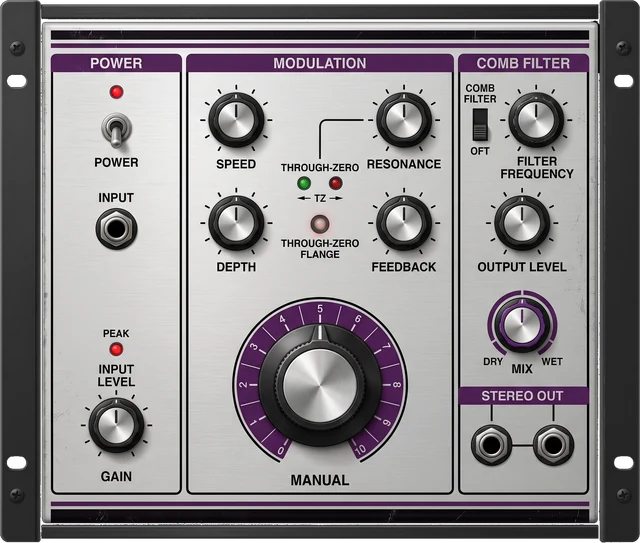 POWER
POWER
INPUT
PEAK
INPUT
LEVEL
GAIN
MODULATION
SPEED
RESONANCE
THROUGH-ZERO
TZ
DEPTH
THROUGH-ZERO
FLANGE
FEEDBACK
0
1
2
3
4
5
6
7
8
9
10
MANUAL
COMB FILTER
COMB
FILTER
OFT
FILTER
FREQUENCY
OUTPUT LEVEL
DRY
MIX
WET
STEREO OUT